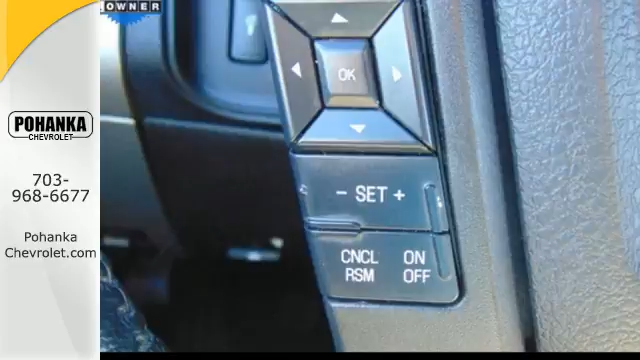 OWNER
POHANKA
CHEVROLET
703-
968-6677
Pohanka
Chevrolet.com
OK
- SET +
CNCL ON
RSM OFF